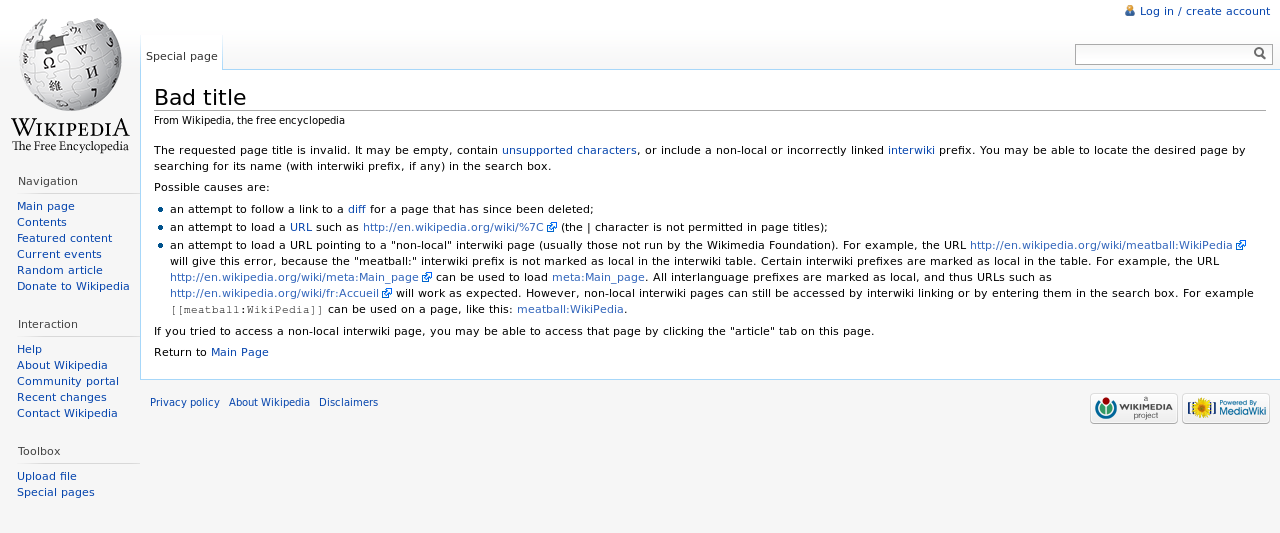 Log in / create account
WIKIPEDIA
The Free Encyclopedia
Special page
Bad title
From Wikipedia, the free encyclopedia
The requested page title is invalid. It may be empty, contain unsupported characters, or include a non-local or incorrectly linked interwiki prefix. You may be able to locate the desired page by
searching for its name (with interwiki prefix, if any) in the search box.
Possible causes are:
an attempt to follow a link to a diff for a page that has since been deleted;
an attempt to load a URL such as http://en.wikipedia.org/wiki/%7C (the | character is not permitted in page titles);
an attempt to load a URL pointing to a "non-local" interwiki page (usually those not run by the Wikimedia Foundation). For example, the URL http://en.wikipedia.org/wiki/meatball:WikiPedia
will give this error, because the "meatball:" interwiki prefix is not marked as local in the interwiki table. Certain interwiki prefixes are marked as local in the table. For example, the URL
http://en.wikipedia.org/wiki/meta:Main_page can be used to load meta:Main_page. All interlanguage prefixes are marked as local, and thus URLs such as
http://en.wikipedia.org/wiki/fr:Accueil will work as expected. However, non-local interwiki pages can still be accessed by interwiki linking or by entering them in the search box. For example
[[meatball:WikiPedia]] can be used on a page, like this: meatball:WikiPedia.
If you tried to access a non-local interwiki page, you may be able to access that page by clicking the "article" tab on this page.
Return to Main Page
Navigation
Main page
Contents
Featured content
Current events
Random article
Donate to Wikipedia
Interaction
Help
About Wikipedia
Community portal
Recent changes
Contact Wikipedia
Toolbox
Upload file
Special pages
Privacy policy About Wikipedia Disclaimers
a
WIKIMEDIA
project
Powered By
MediaWiki